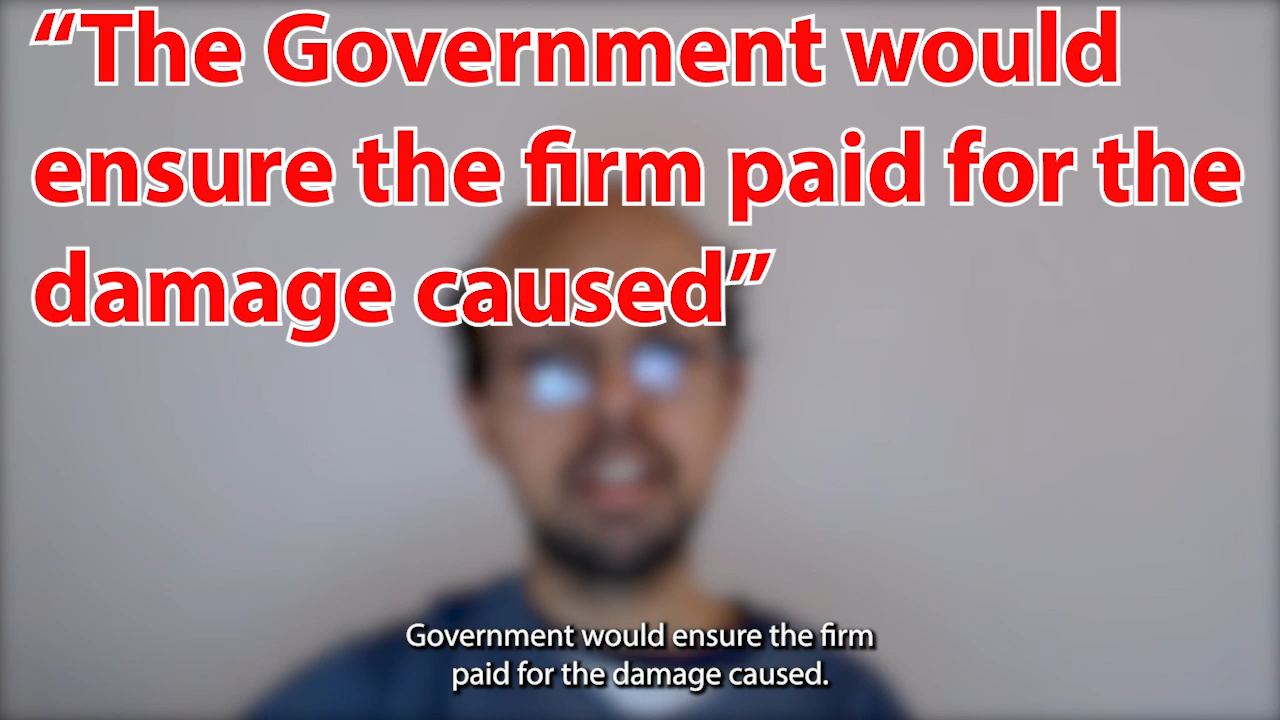 “The Government would
ensure the firm paid for the
damage caused”
Government would ensure the firm
paid for the damage caused.